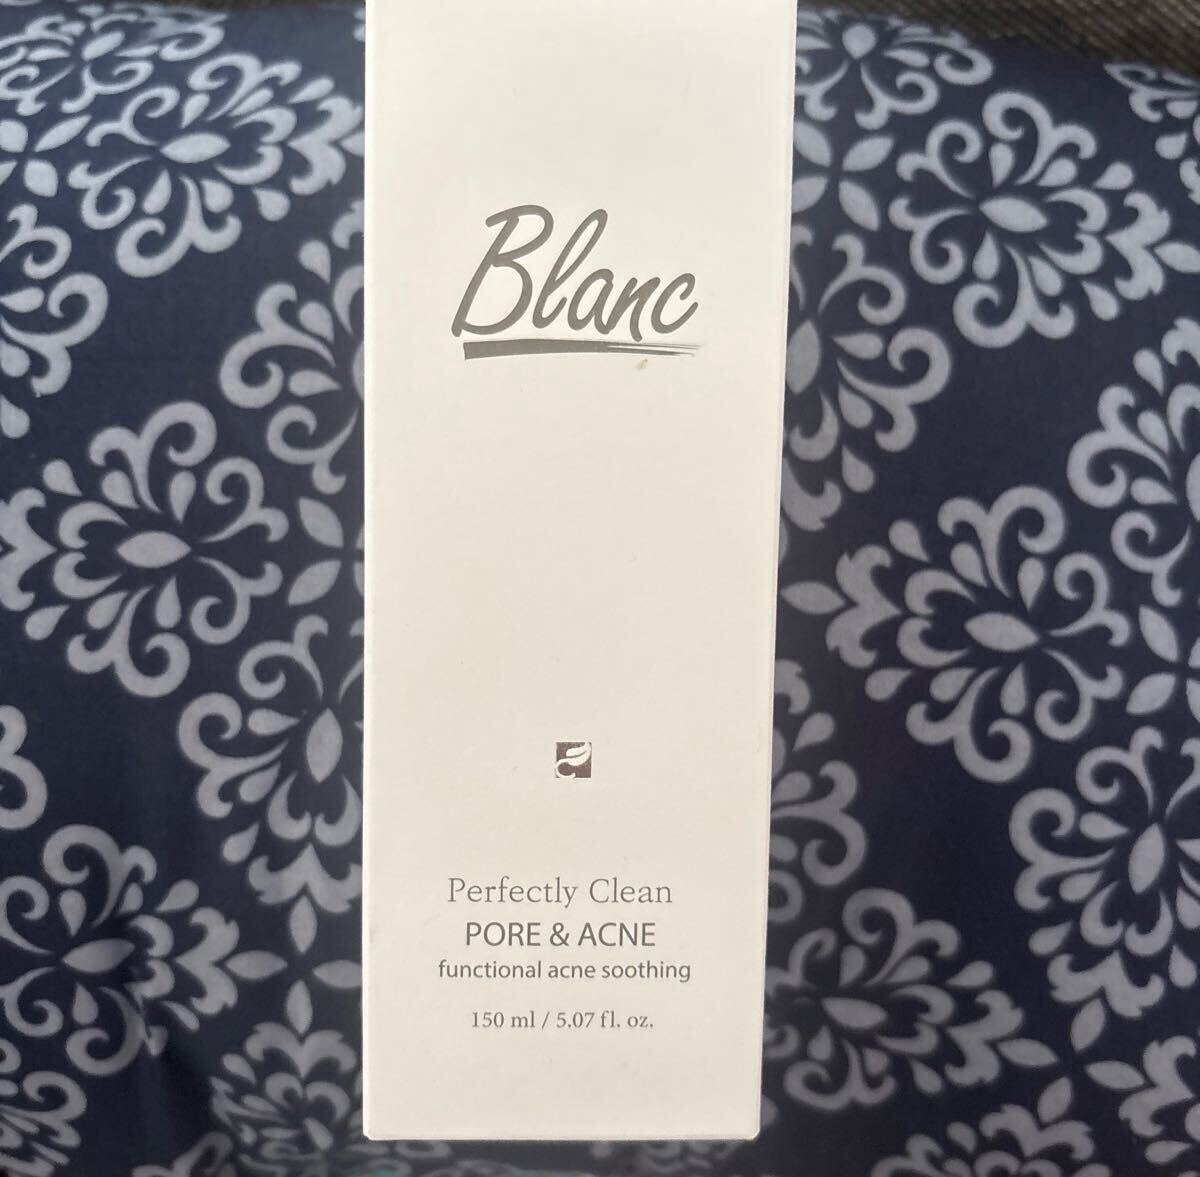 Blanc
Perfectly Clean
PORE & ACNE
functional acne soothing
150 ml / 5.07 fl. oz.